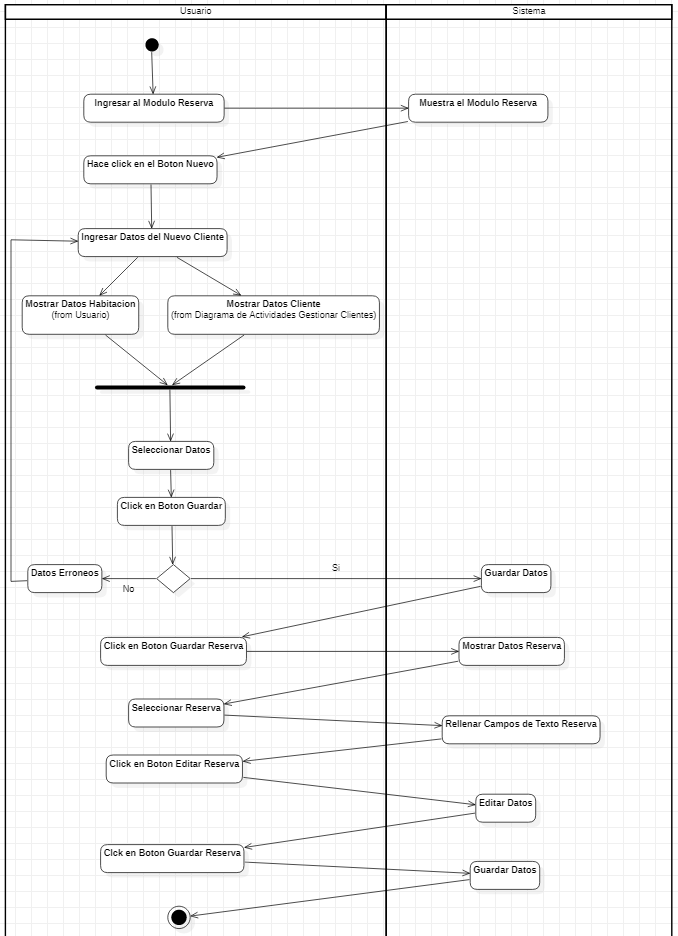 Usuario
Sistema
Ingresar al Modulo Reserva
Muestra el Modulo Reserva
Hace click en el Boton Nuevo
Ingresar Datos del Nuevo Cliente
Mostrar Datos Habitacion
(from Usuario)
Mostrar Datos Cliente
(from Diagrama de Actividades Gestionar Clientes)
Seleccionar Datos
Click en Boton Guardar
Datos Erroneos
No
Si
Guardar Datos
Click en Boton Guardar Reserva
Mostrar Datos Reserva
Seleccionar Reserva
Rellenar Campos de Texto Reserva
Click en Boton Editar Reserva
Editar Datos
Clck en Boton Guardar Reserva
Guardar Datos